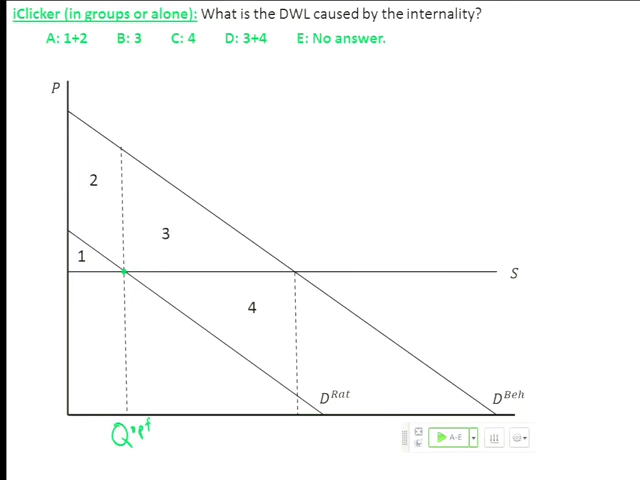 iClicker (in groups or alone): What is the DWL caused by the internality?
A: 1+2 B: 3 C: 4 D: 3+4 E: No answer.
P
2
3
1
S
4
D^Rat
D^Beh
Q^opt
A-E